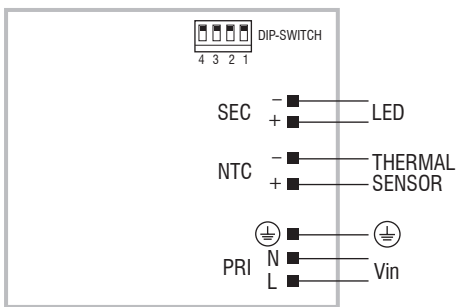 DIP-SWITCH
4 3 2 1
SEC − + LED
NTC − + THERMAL SENSOR
PRI N L Vin